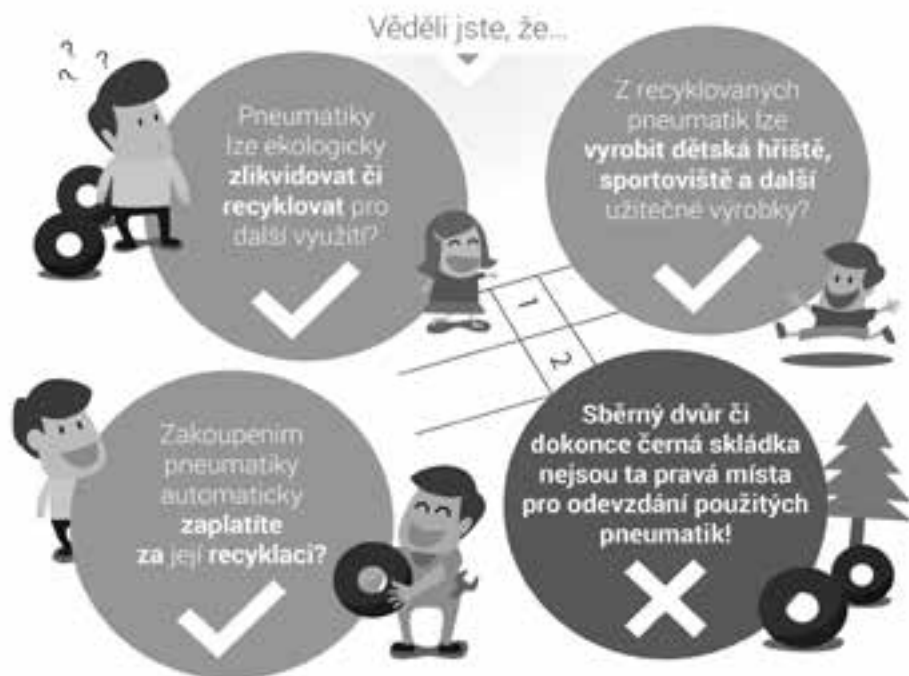 Věděli jste, že...
Pneumatiky
lze ekologicky
zlikvidovat či
recyklovat pro
další využití?
Z recyklovaných
pneumatik lze
vyrobit dětská hřiště,
sportoviště a další
užitečné výrobky?
1
2
Zakoupením
pneumatiky
automaticky
zaplatíte
za její recyklaci?
Sběrný dvůr či
dokonce černá skládka
nejsou ta pravá místa
pro odevzdání použitých
pneumatik!